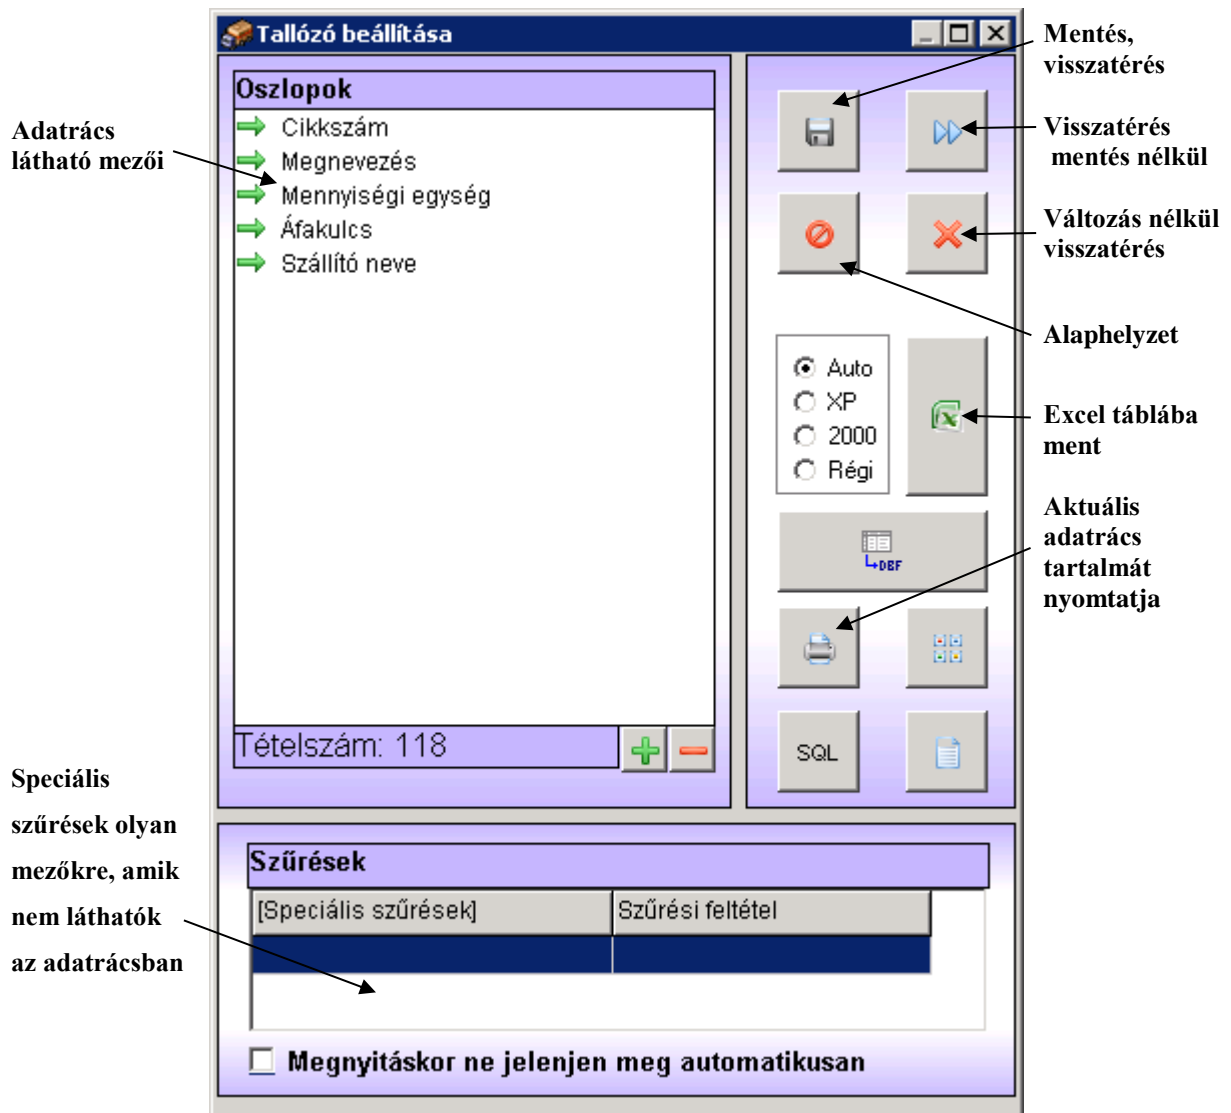 Tallózó beállítása
Mentés,
visszatérés
Oszlopok
Adatrács
látható mezői
Cikkszám
Megnevezés
Mennyiségi egység
Áfakulcs
Szállító neve
Visszatérés
mentés nélkül
Változás nélkül
visszatérés
Alaphelyzet
Auto
XP
2000
Régi
Excel táblába
ment
Aktuális
adatrács
tartalmát
nyomtatja
DBF
Tételszám: 118
SQL
Speciális
szűrések olyan
mezőkre, amik
nem láthatók
az adatrácsban
Szűrések
[Speciális szűrések]
Szűrési feltétel
Megnyitáskor ne jelenjen meg automatikusan